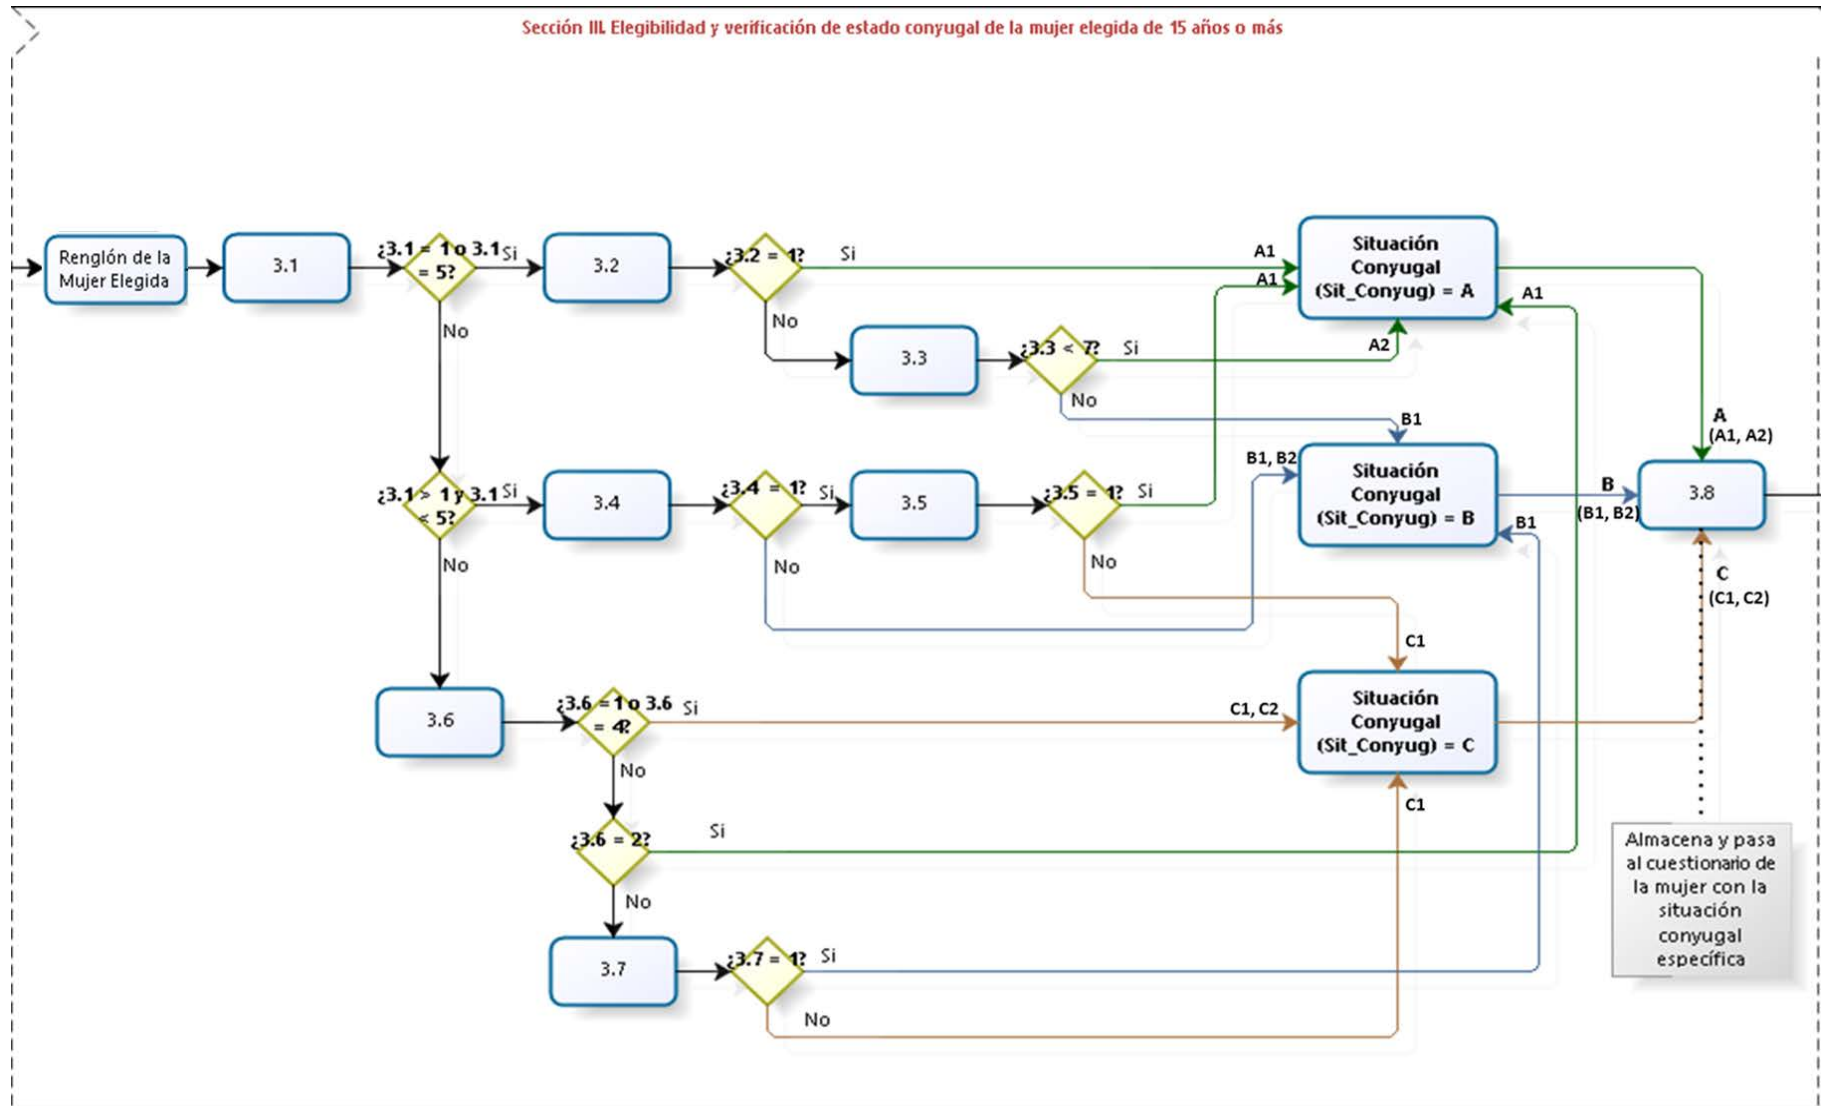 Sección III. Elegibilidad y verificación de estado conyugal de la mujer elegida de 15 años o más
Renglón de la
Mujer Elegida
3.1
¿3.1 = 1 o 3.1
= 5?
Si
3.2
¿3.2 = 1?
Si
A1
A1
Situación
Conyugal
(Sit_Conyug) = A
A1
No
No
3.3
¿3.3 < 7?
Si
A2
No
B1
A
(A1, A2)
¿3.1 > 1 y 3.1
< 5?
Si
3.4
¿3.4 = 1?
Si
3.5
¿3.5 = 1?
Si
B1, B2
Situación
Conyugal
(Sit_Conyug) = B
B
(B1, B2)
B1
3.8
No
No
No
C1
C
(C1, C2)
3.6
¿3.6 = 1 o 3.6
= 4?
Si
C1, C2
Situación
Conyugal
(Sit_Conyug) = C
No
C1
¿3.6 = 2?
Si
No
Almacena y pasa
al cuestionario de
la mujer con la
situación
conyugal
específica
3.7
¿3.7 = 1?
Si
No